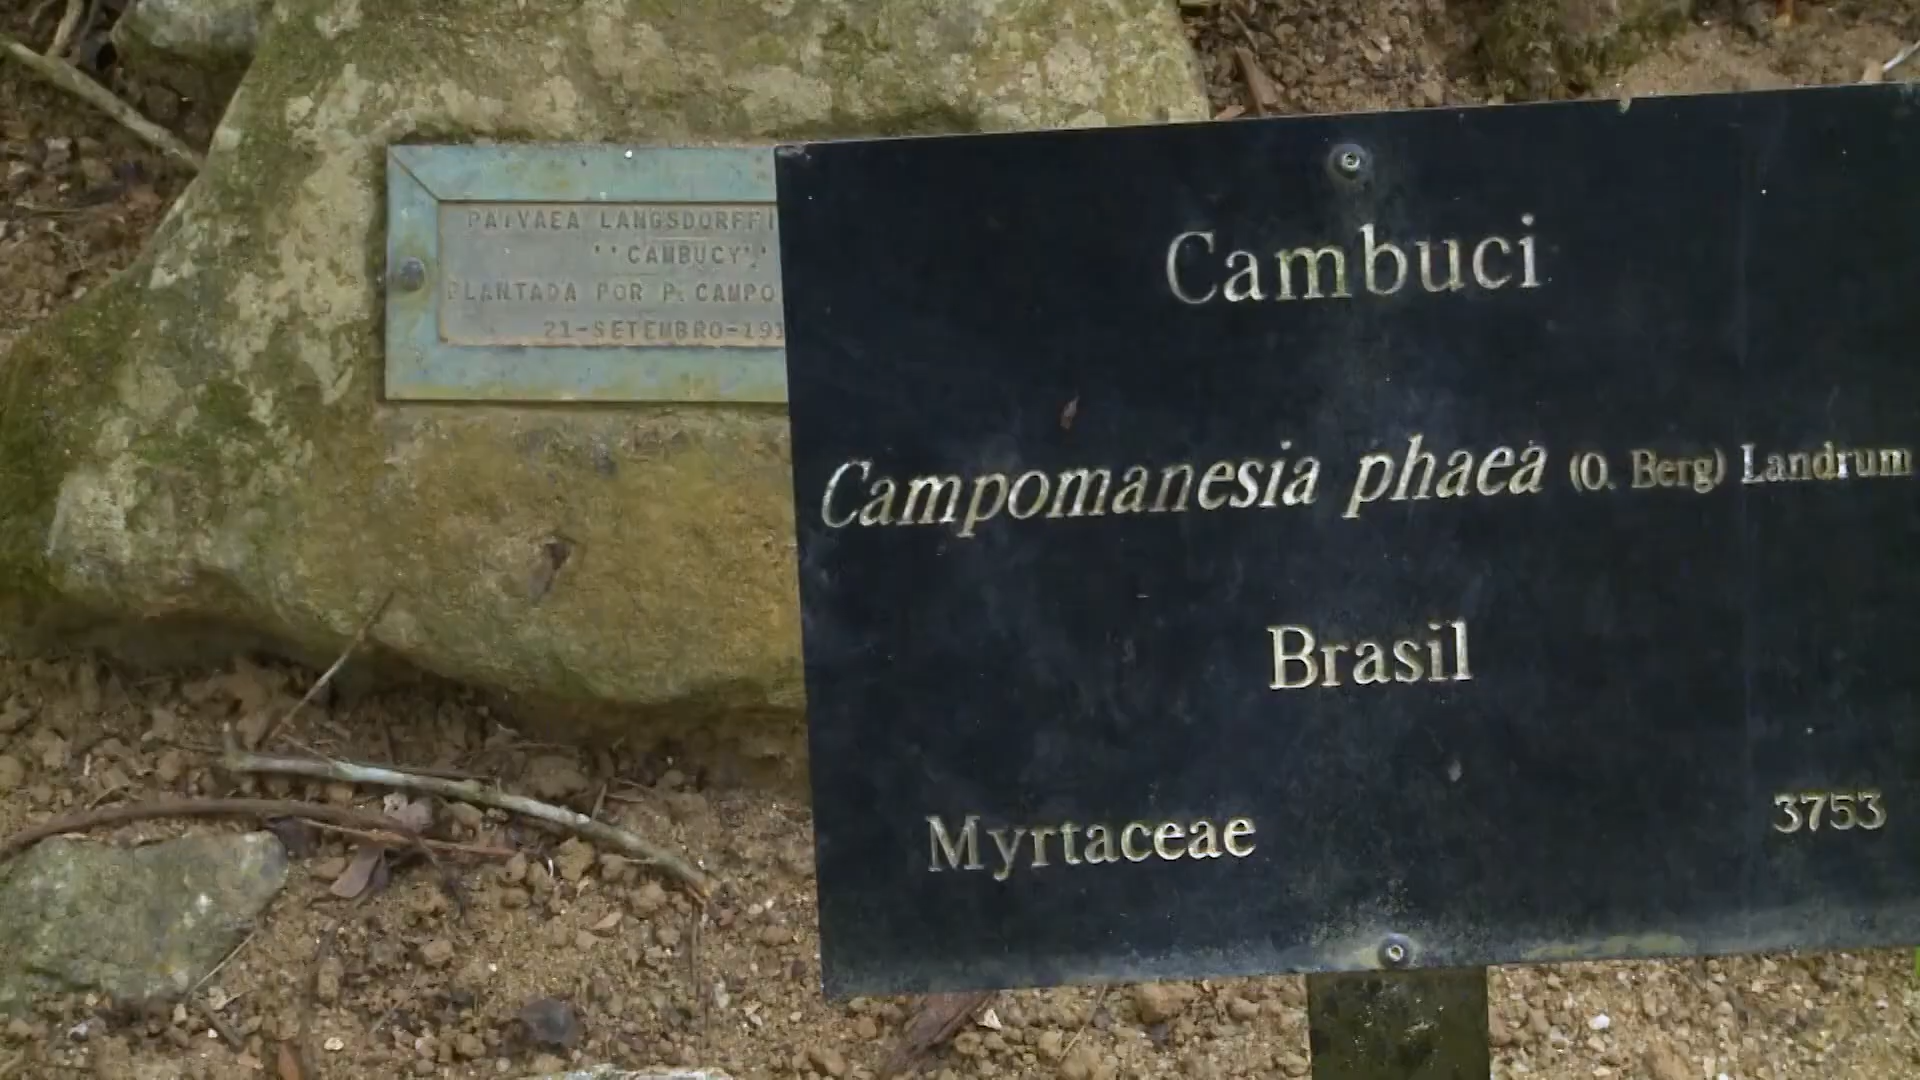 PAIVAEA LANGSDORFFI
''CAMBUCY''
PLANTADA POR P. CAMPO
21-SETEMBRO-191
Cambuci
Campomanesia phaea (O. Berg) Landrum
Brasil
Myrtaceae
3753